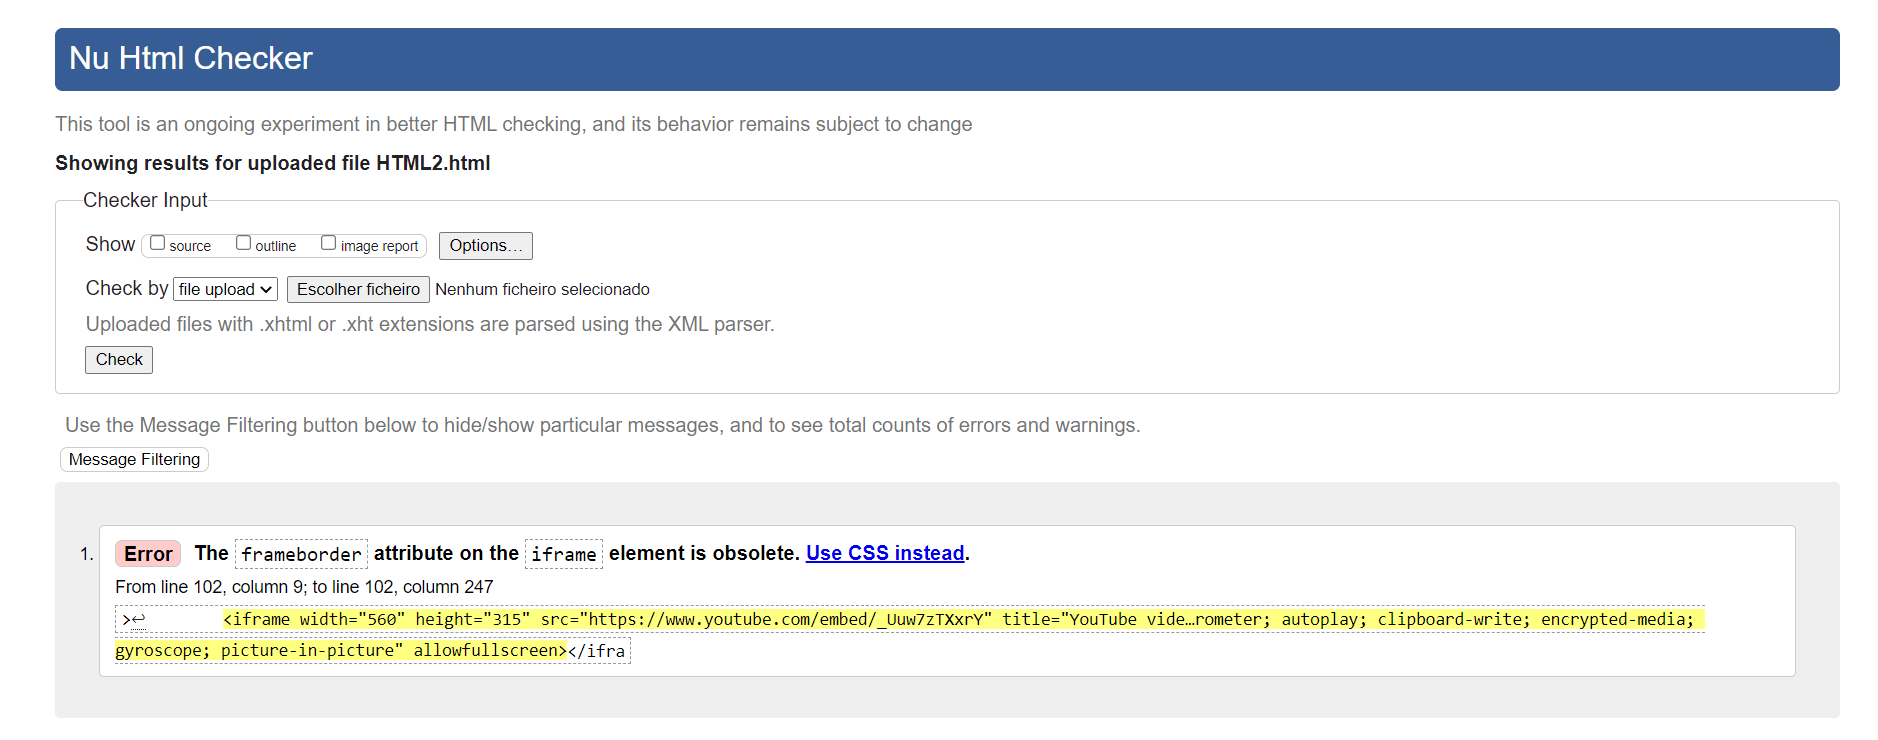 Nu Html Checker
This tool is an ongoing experiment in better HTML checking, and its behavior remains subject to change
Showing results for uploaded file HTML2.html
Checker Input
Show source outline image report Options...
Check by file upload Escolher ficheiro Nenhum ficheiro selecionado
Uploaded files with .xhtml or .xht extensions are parsed using the XML parser.
Check
Use the Message Filtering button below to hide/show particular messages, and to see total counts of errors and warnings.
Message Filtering
1. Error The frameborder attribute on the iframe element is obsolete. Use CSS instead.
From line 102, column 9; to line 102, column 247
>↩ <iframe width="560" height="315" src="https://www.youtube.com/embed/_Uuw7zTXxrY" title="YouTube vide…rometer; autoplay; clipboard-write; encrypted-media;
gyroscope; picture-in-picture" allowfullscreen></ifra